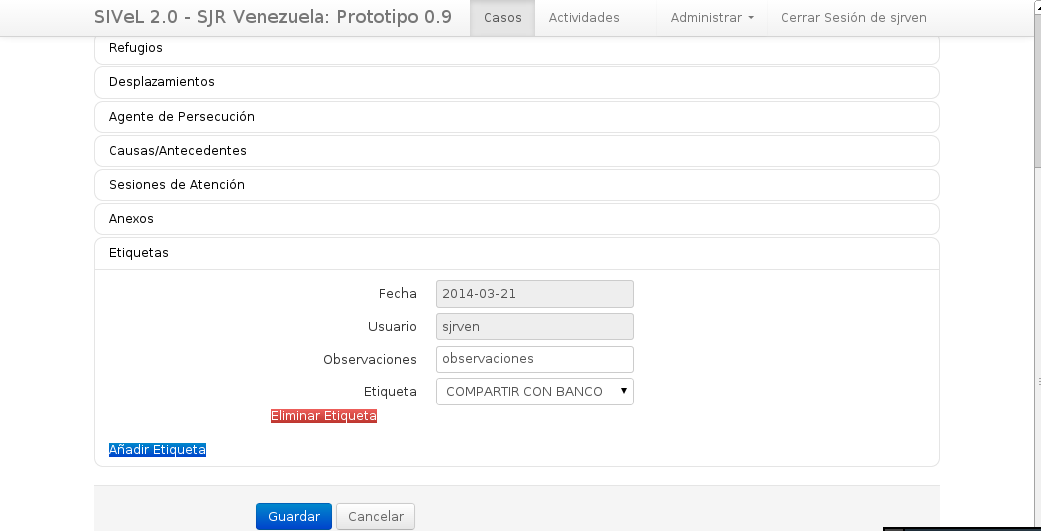 SIVeL 2.0 - SJR Venezuela: Prototipo 0.9 Casos Actividades Administrar Cerrar Sesión de sjrven
Refugios
Desplazamientos
Agente de Persecución
Causas/Antecedentes
Sesiones de Atención
Anexos
Etiquetas
Fecha 2014-03-21
Usuario sjrven
Observaciones observaciones
Etiqueta COMPARTIR CON BANCO
Eliminar Etiqueta
Añadir Etiqueta
Guardar Cancelar